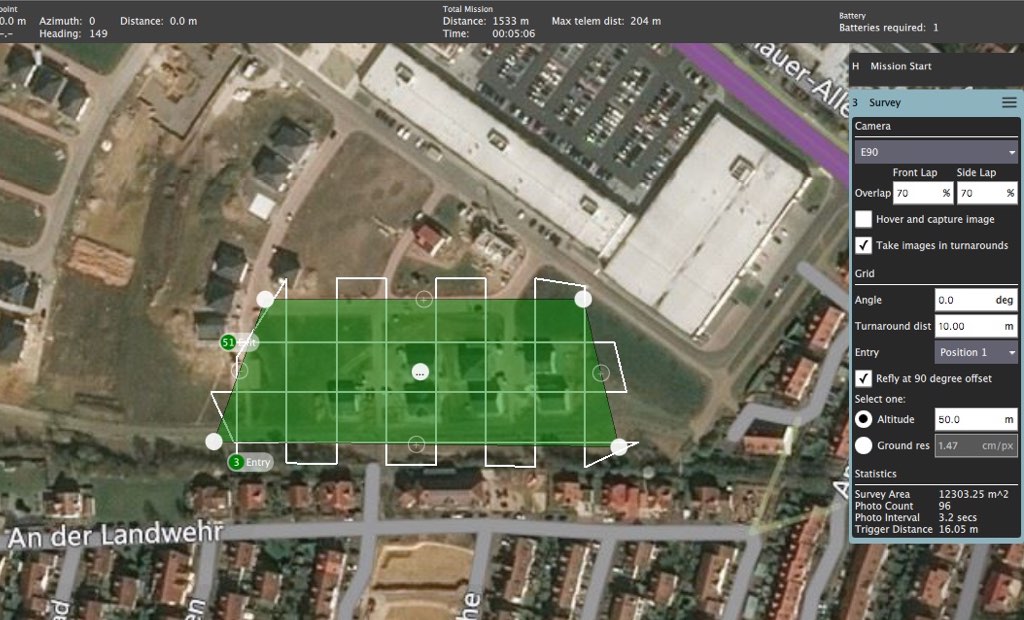 point
0.0 m Azimuth: 0 Distance: 0.0 m
-.- Heading: 149
Total Mission
Distance: 1533 m Max telem dist: 204 m
Time: 00:05:06
Battery
Batteries required: 1
H Mission Start
3 Survey
Camera
E90
Front Lap Side Lap
Overlap 70 % 70 %
Hover and capture image
Take images in turnarounds
Grid
Angle 0.0 deg
Turnaround dist 10.00 m
Entry Position 1
Refly at 90 degree offset
Select one:
Altitude 50.0 m
Ground res 1.47 cm/px
Statistics
Survey Area 12303.25 m^2
Photo Count 96
Photo Interval 3.2 secs
Trigger Distance 16.05 m
auer-Alle
51 Exit
...
3 Entry
An der Landwehr